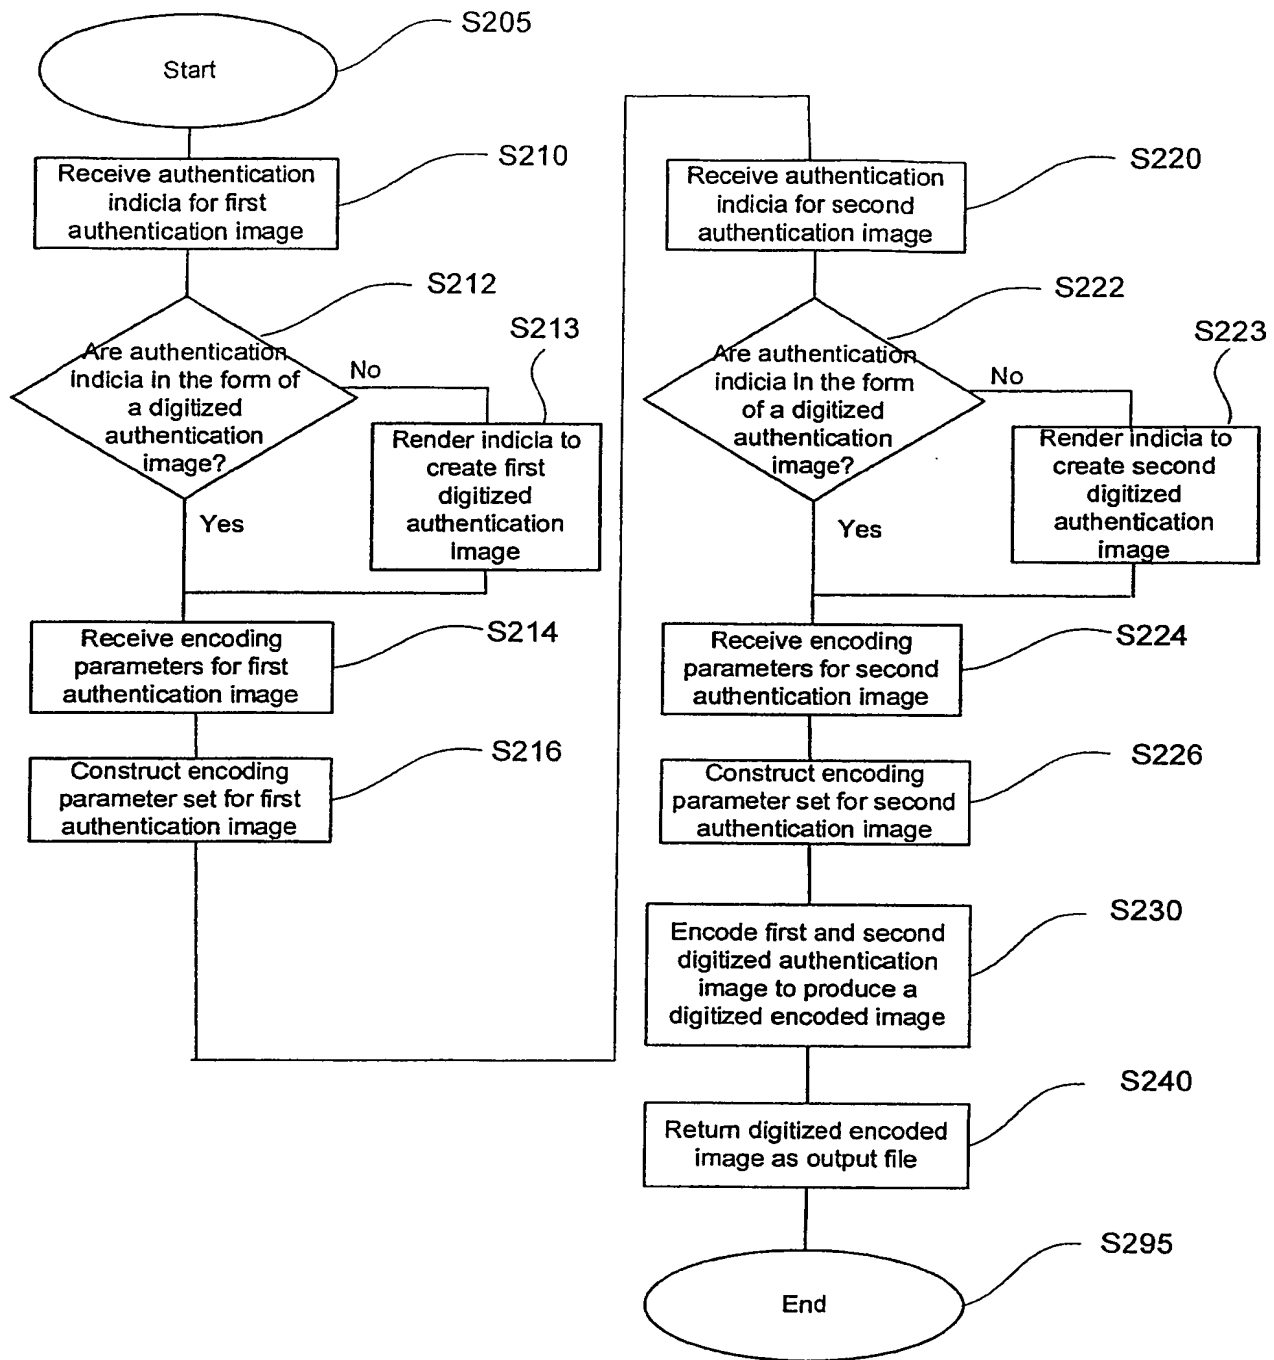 Start
S205
Receive authentication
indicia for first
authentication image
S210
Are authentication
indicia in the form of
a digitized
authentication
image?
S212
No
S213
Render indicia to
create first
digitized
authentication
image
Yes
Receive encoding
parameters for first
authentication image
S214
Construct encoding
parameter set for first
authentication image
S216
Receive authentication
indicia for second
authentication image
S220
Are authentication
indicia in the form
of a digitized
authentication
image?
S222
No
S223
Render indicia to
create second
digitized
authentication
image
Yes
Receive encoding
parameters for second
authentication image
S224
Construct encoding
parameter set for second
authentication image
S226
Encode first and second
digitized authentication
image to produce a
digitized encoded image
S230
Return digitized encoded
image as output file
S240
End
S295